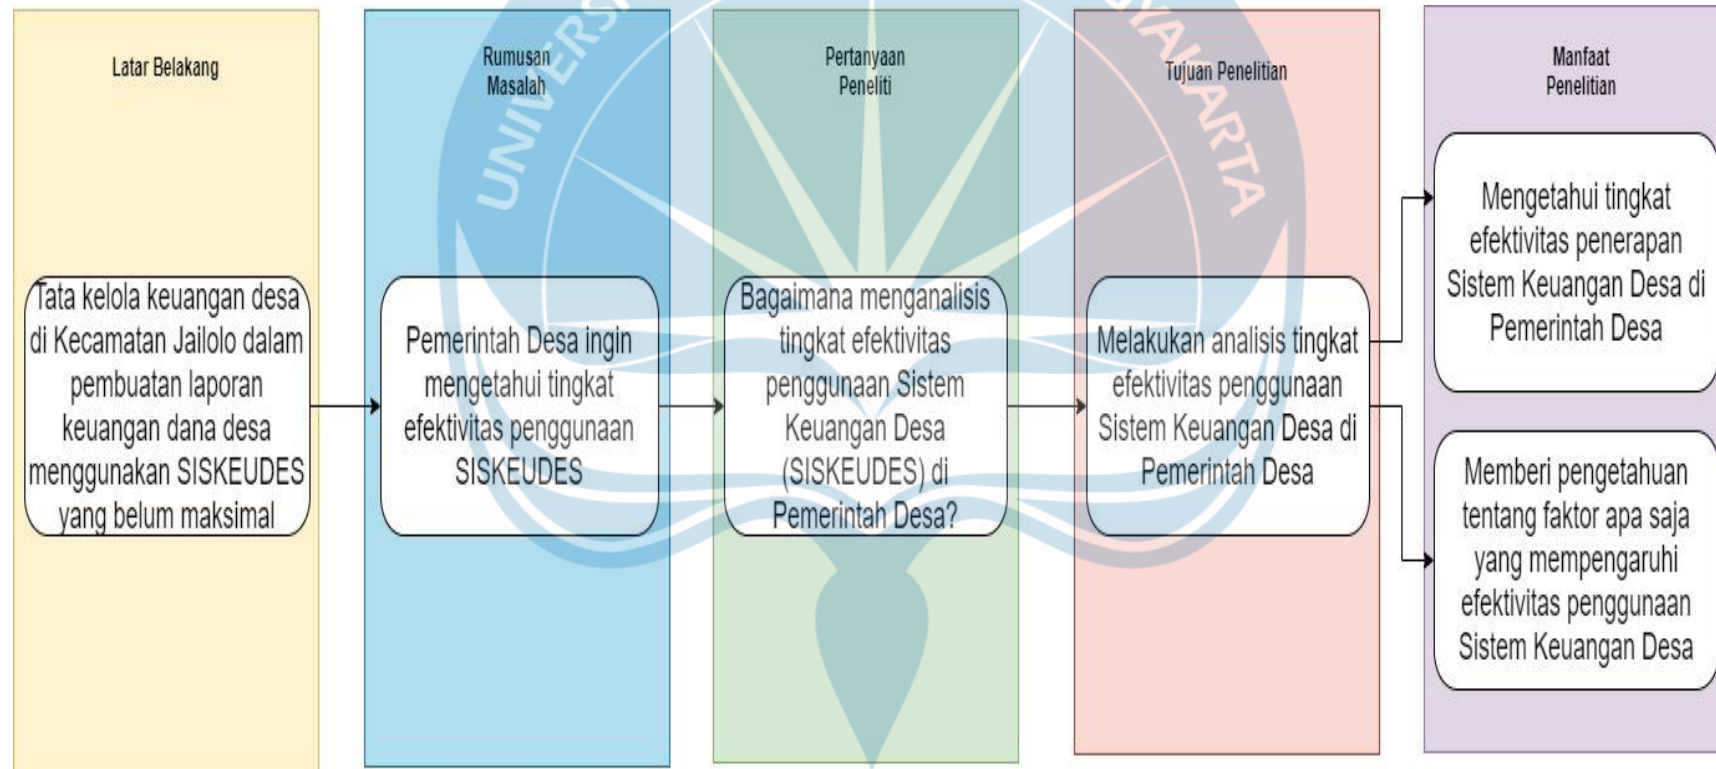 Latar Belakang
Tata kelola keuangan desa
di Kecamatan Jailolo dalam
pembuatan laporan
keuangan dana desa
menggunakan SISKEUDES
yang belum maksimal
Rumusan
Masalah
Pemerintah Desa ingin
mengetahui tingkat
efektivitas penggunaan
SISKEUDES
Pertanyaan
Peneliti
Bagaimana menganalisis
tingkat efektivitas
penggunaan Sistem
Keuangan Desa
(SISKEUDES) di
Pemerintah Desa?
Tujuan Penelitian
Melakukan analisis tingkat
efektivitas penggunaan
Sistem Keuangan Desa di
Pemerintah Desa
Manfaat
Penelitian
Mengetahui tingkat
efektivitas penerapan
Sistem Keuangan Desa di
Pemerintah Desa
Memberi pengetahuan
tentang faktor apa saja
yang mempengaruhi
efektivitas penggunaan
Sistem Keuangan Desa